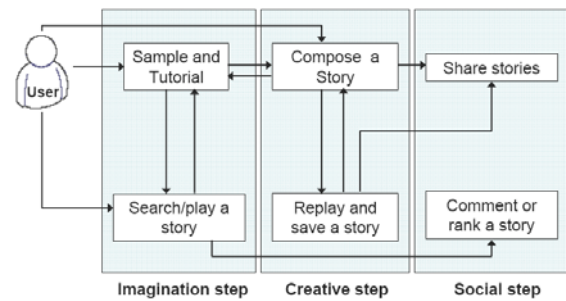 User
Sample and
Tutorial
Search/play a
story
Imagination step
Compose a
Story
Replay and
save a story
Creative step
Share stories
Comment or
rank a story
Social step